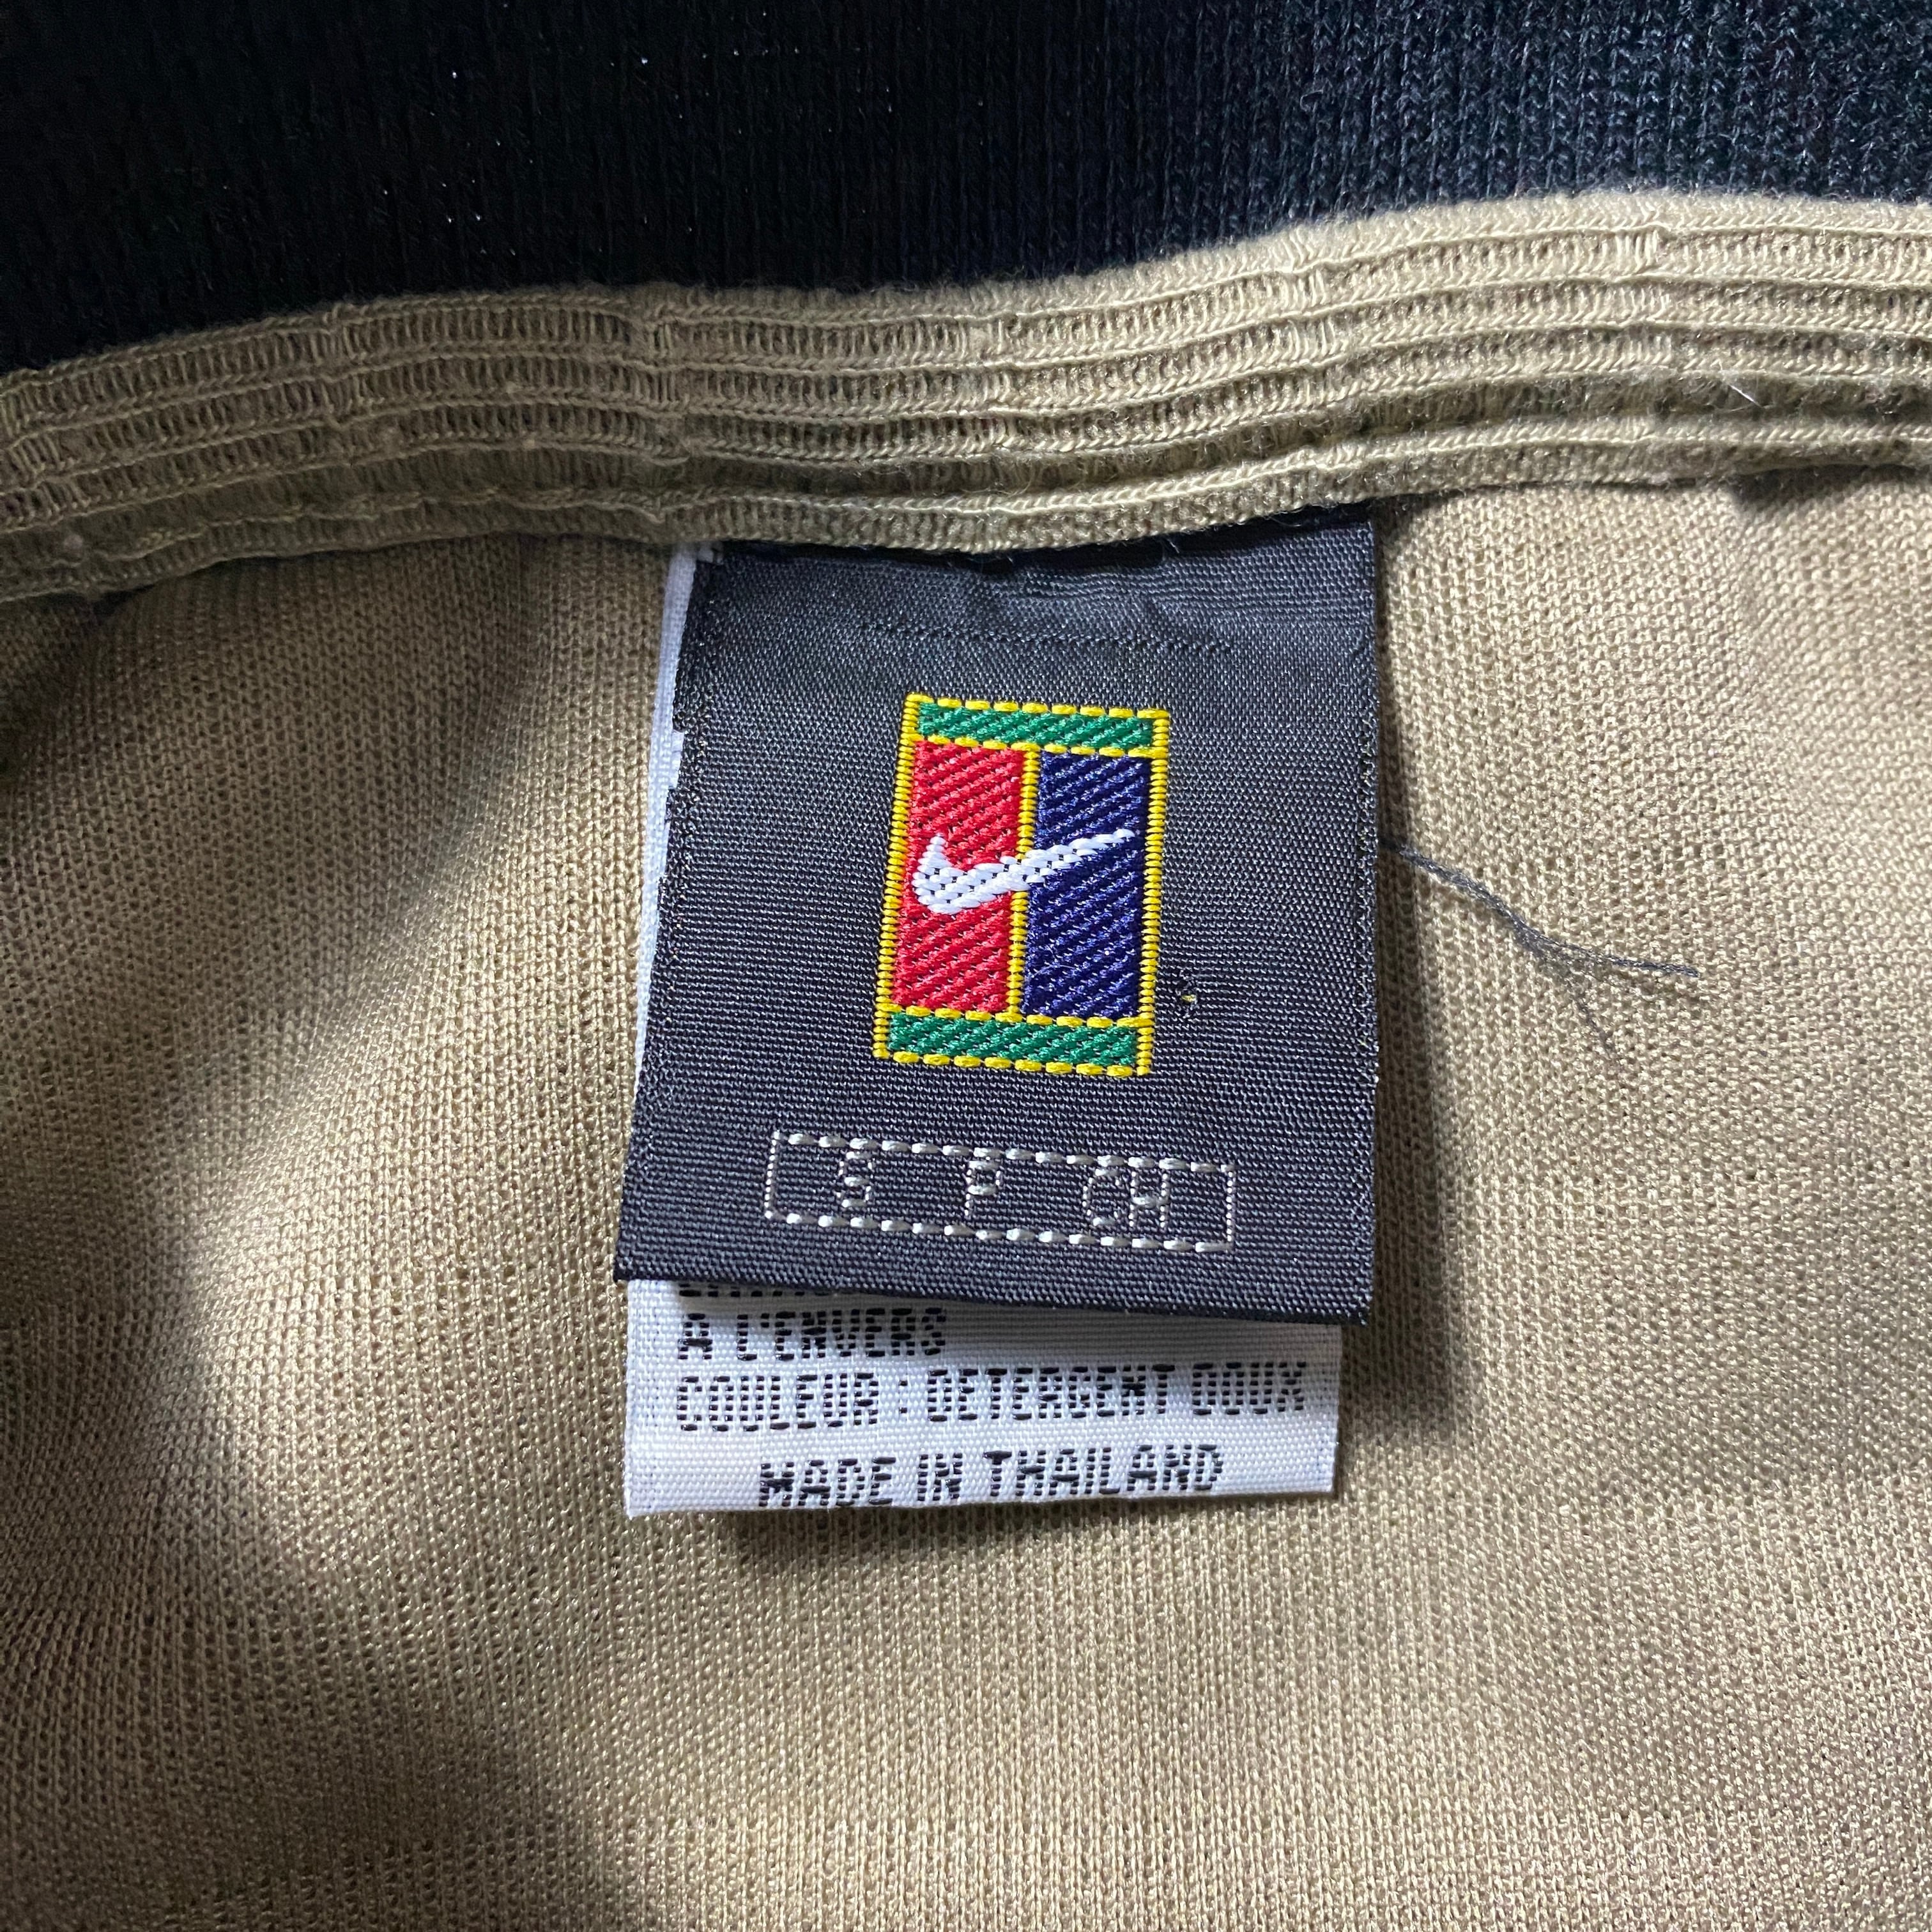 S P CH
A L'ENVERS
COULEUR : DETERGENT DOUX
MADE IN THAILAND